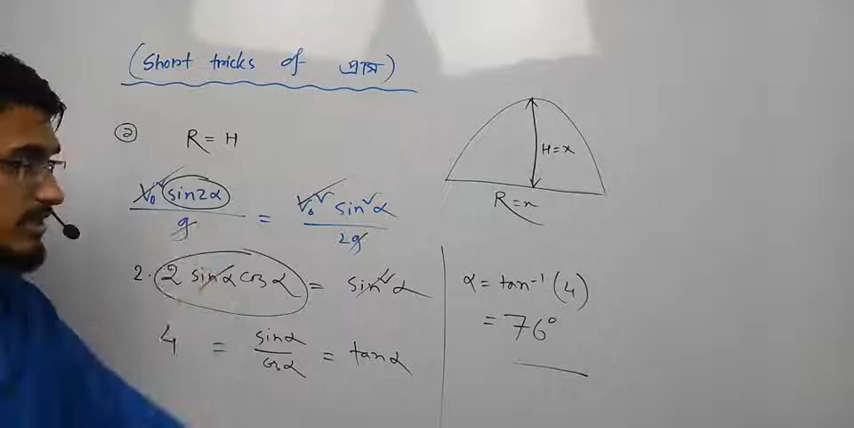 (Short tricks of প্রাস)
② R = H
V₀² sin2α / g = V₀² sin²α / 2g
2. 2 sinα cosα = sin²α
4 = sinα / cosα = tanα
H = x
R = x
α = tan⁻¹ (4)
= 76°